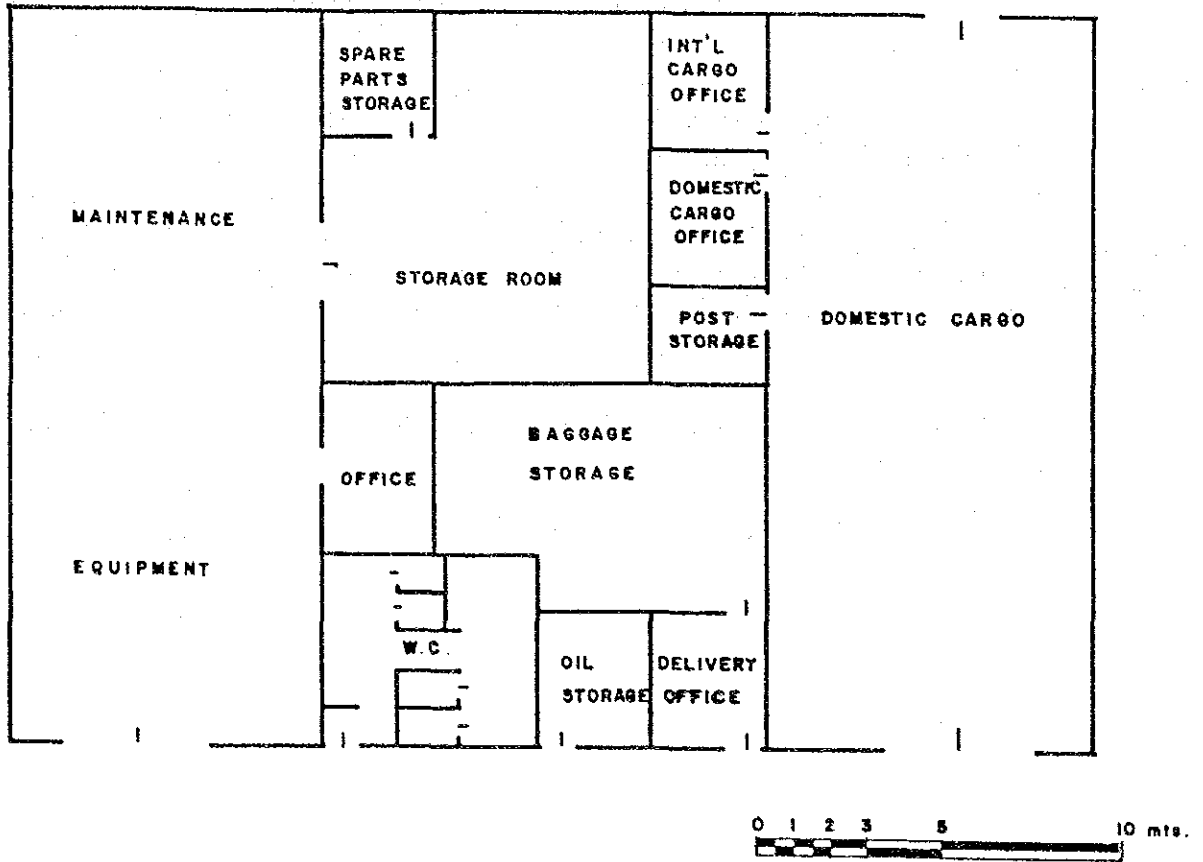 SPARE
PARTS
STORAGE
INT'L
CARGO
OFFICE
MAINTENANCE
DOMESTIC
CARGO
OFFICE
STORAGE ROOM
POST
STORAGE
DOMESTIC CARGO
BAGGAGE
STORAGE
OFFICE
EQUIPMENT
W.C.
OIL
STORAGE
DELIVERY
OFFICE
0 1 2 3 5 10 mts.